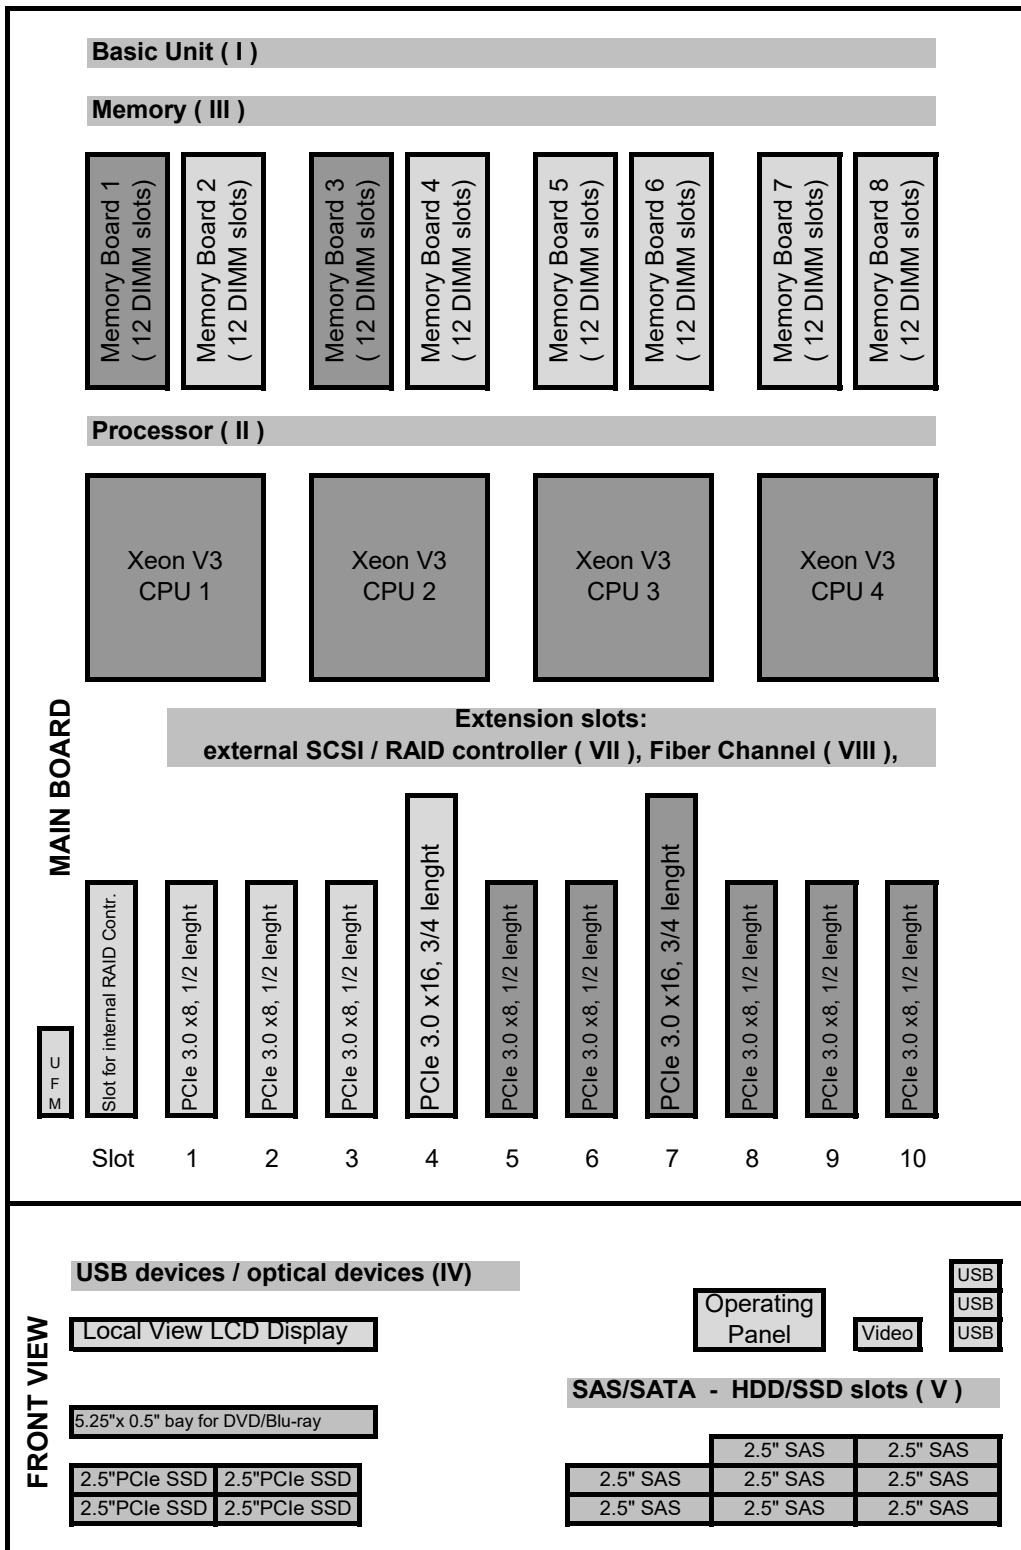 Basic Unit ( I )
Memory ( III )
Memory Board 1
( 12 DIMM slots)
Memory Board 2
( 12 DIMM slots)
Memory Board 3
( 12 DIMM slots)
Memory Board 4
( 12 DIMM slots)
Memory Board 5
( 12 DIMM slots)
Memory Board 6
( 12 DIMM slots)
Memory Board 7
( 12 DIMM slots)
Memory Board 8
( 12 DIMM slots)
Processor ( II )
Xeon V3
CPU 1
Xeon V3
CPU 2
Xeon V3
CPU 3
Xeon V3
CPU 4
MAIN BOARD
Extension slots:
external SCSI / RAID controller ( VII ), Fiber Channel ( VIII ),
U
F
M
Slot for internal RAID Contr.
PCIe 3.0 x8, 1/2 lenght
PCIe 3.0 x8, 1/2 lenght
PCIe 3.0 x8, 1/2 lenght
PCIe 3.0 x16, 3/4 lenght
PCIe 3.0 x8, 1/2 lenght
PCIe 3.0 x8, 1/2 lenght
PCIe 3.0 x16, 3/4 lenght
PCIe 3.0 x8, 1/2 lenght
PCIe 3.0 x8, 1/2 lenght
PCIe 3.0 x8, 1/2 lenght
Slot 1 2 3 4 5 6 7 8 9 10
FRONT VIEW
USB devices / optical devices (IV)
Local View LCD Display
Operating
Panel
Video
USB
USB
USB
SAS/SATA - HDD/SSD slots ( V )
5.25"x 0.5" bay for DVD/Blu-ray
2.5" SAS 2.5" SAS
2.5"PCIe SSD 2.5"PCIe SSD 2.5" SAS 2.5" SAS 2.5" SAS
2.5"PCIe SSD 2.5"PCIe SSD 2.5" SAS 2.5" SAS 2.5" SAS